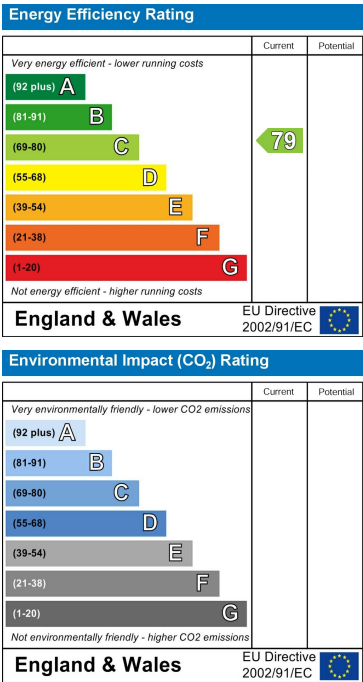 Energy Efficiency Rating
Current Potential
Very energy efficient - lower running costs
(92 plus) A
(81-91) B
(69-80) C
79
(55-68) D
(39-54) E
(21-38) F
(1-20) G
Not energy efficient - higher running costs
England & Wales
EU Directive
2002/91/EC
Environmental Impact (CO₂) Rating
Current Potential
Very environmentally friendly - lower CO2 emissions
(92 plus) A
(81-91) B
(69-80) C
(55-68) D
(39-54) E
(21-38) F
(1-20) G
Not environmentally friendly - higher CO2 emissions
England & Wales
EU Directive
2002/91/EC